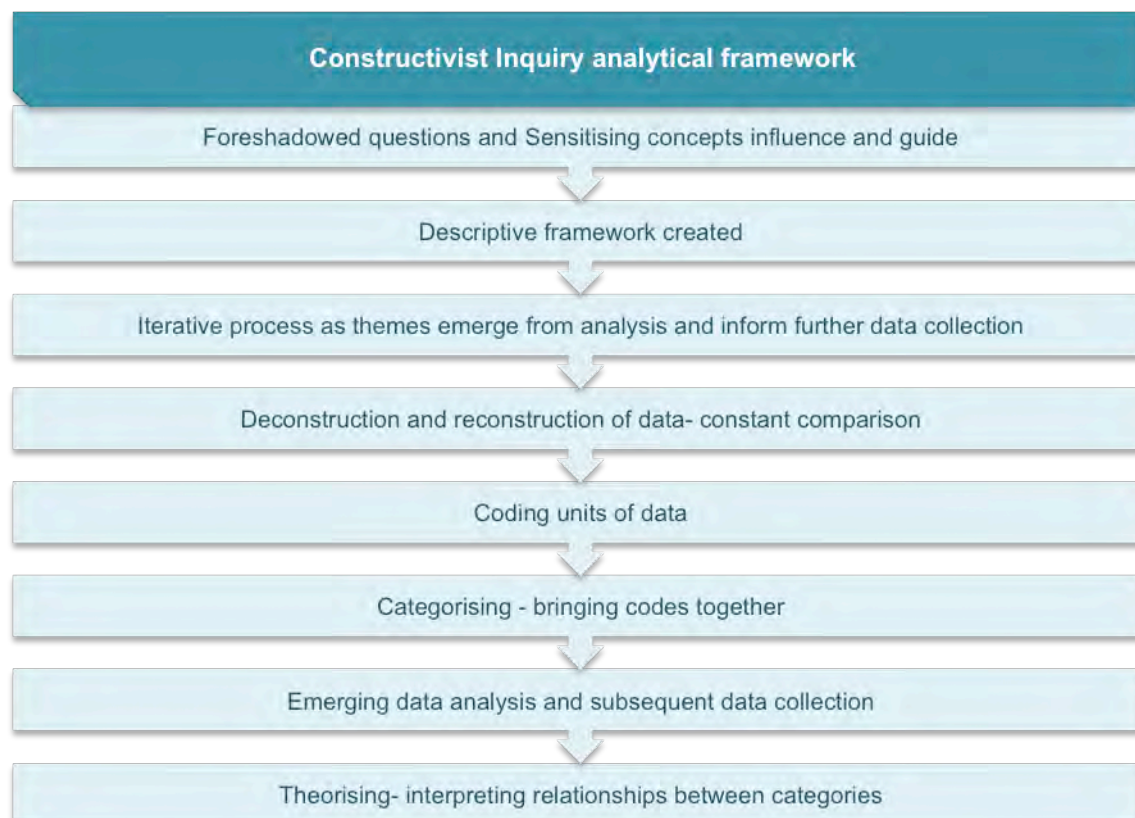 Constructivist Inquiry analytical framework
Foreshadowed questions and Sensitising concepts influence and guide
Descriptive framework created
Iterative process as themes emerge from analysis and inform further data collection
Deconstruction and reconstruction of data- constant comparison
Coding units of data
Categorising - bringing codes together
Emerging data analysis and subsequent data collection
Theorising- interpreting relationships between categories